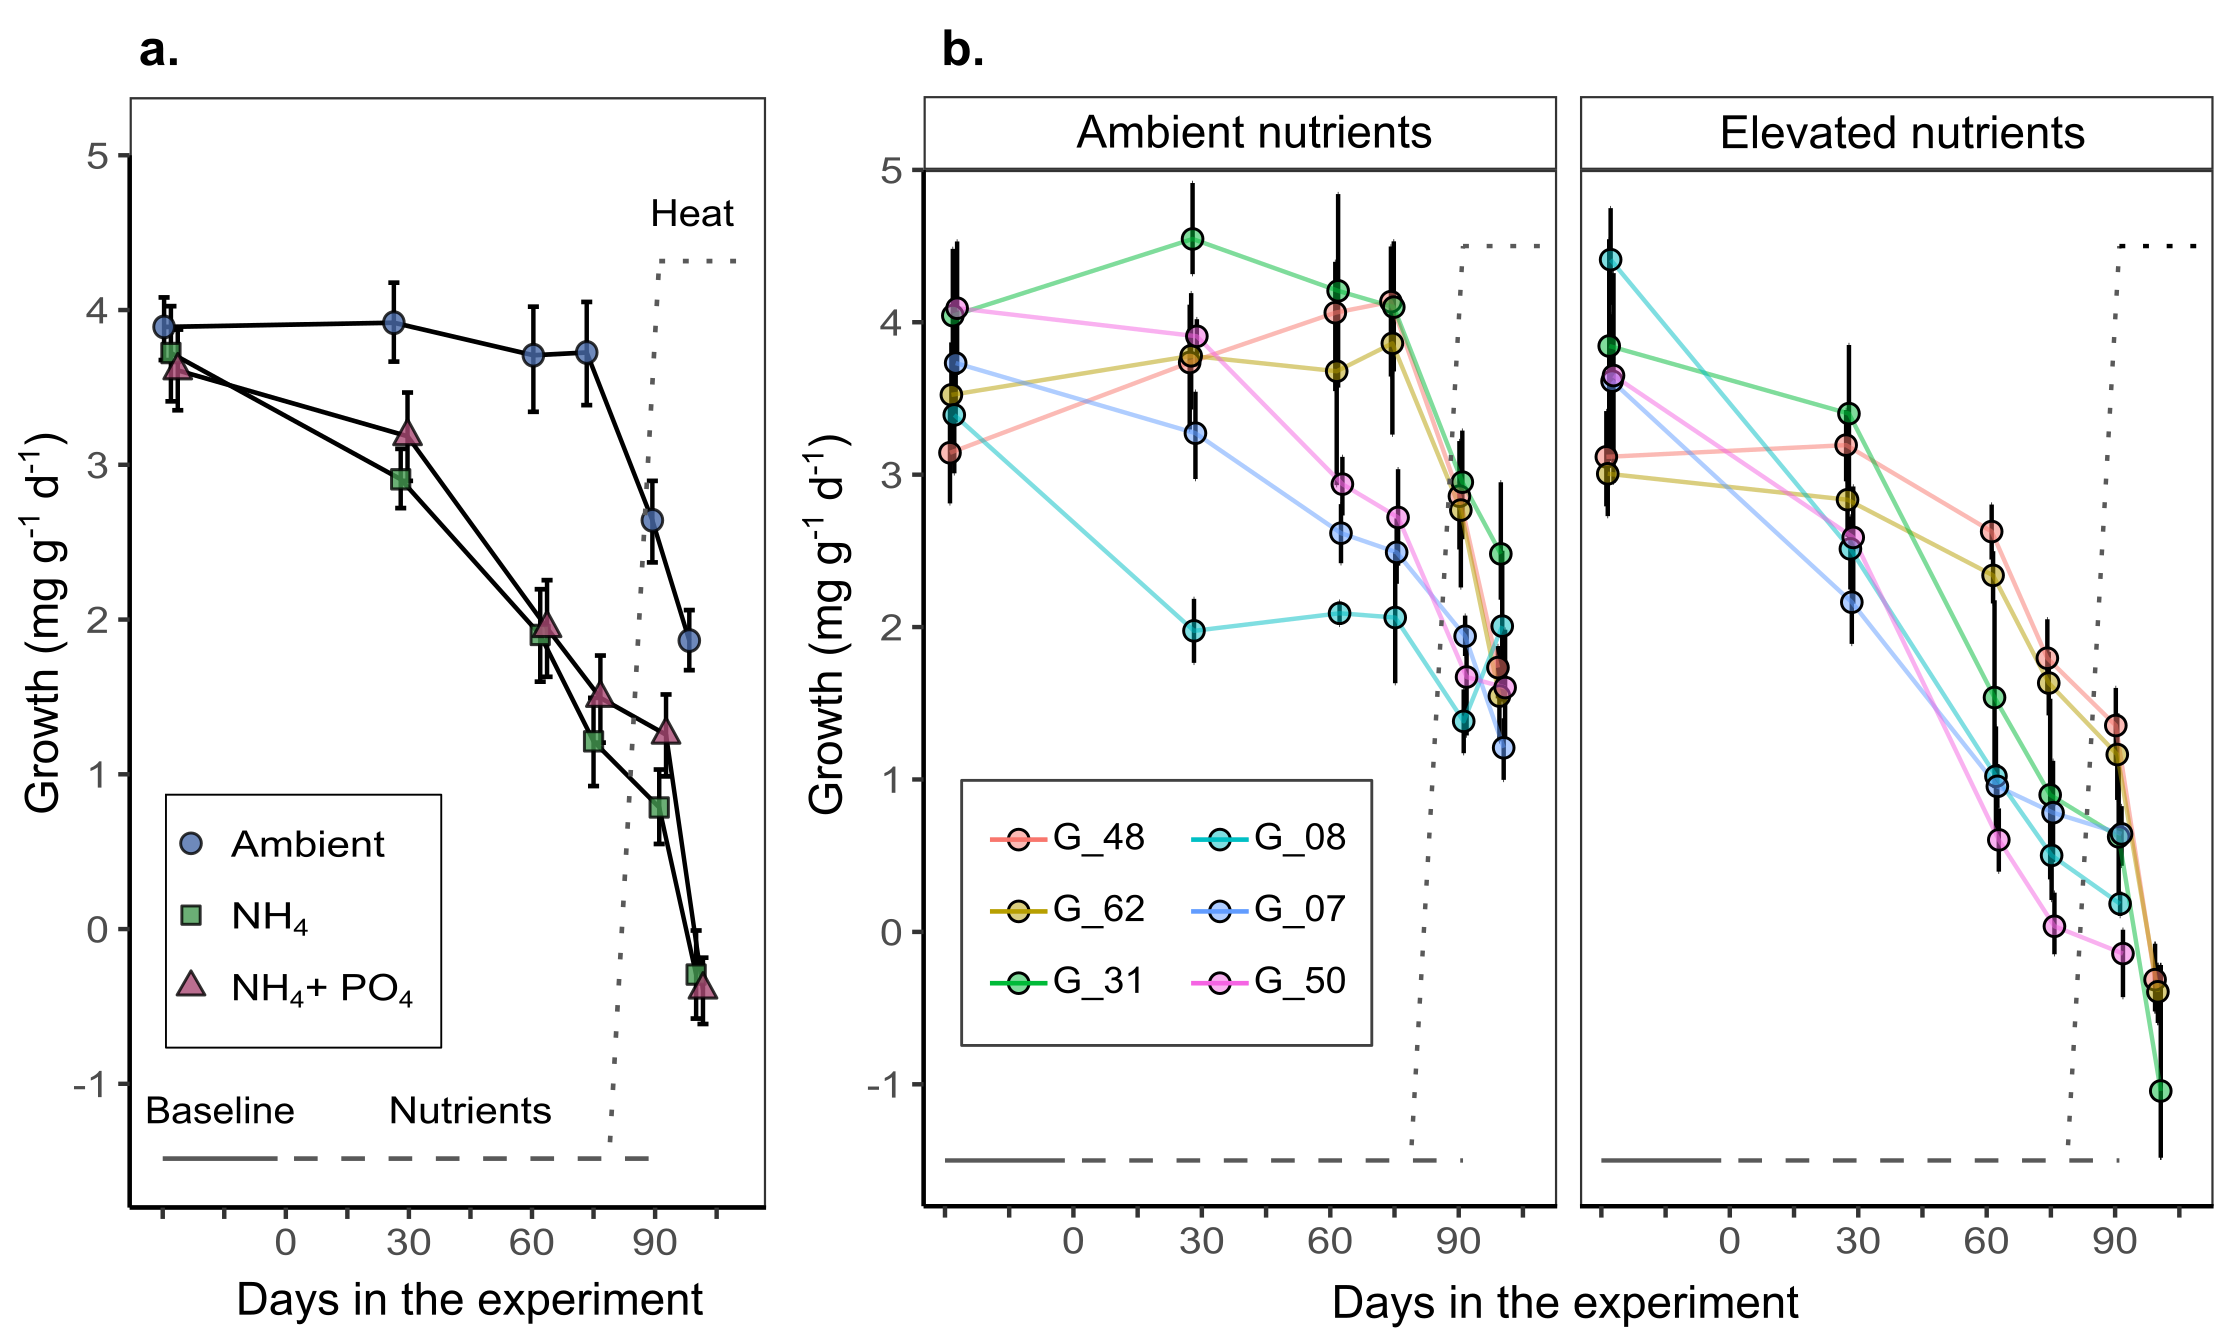 a.
5
4
3
2
1
0
-1
Growth (mg g⁻¹ d⁻¹)
Heat
Ambient
NH₄
NH₄+ PO₄
Baseline
Nutrients
0 30 60 90
Days in the experiment
b.
Ambient nutrients
Elevated nutrients
5
4
3
2
1
0
-1
Growth (mg g⁻¹ d⁻¹)
G_48 G_08
G_62 G_07
G_31 G_50
0 30 60 90
0 30 60 90
Days in the experiment